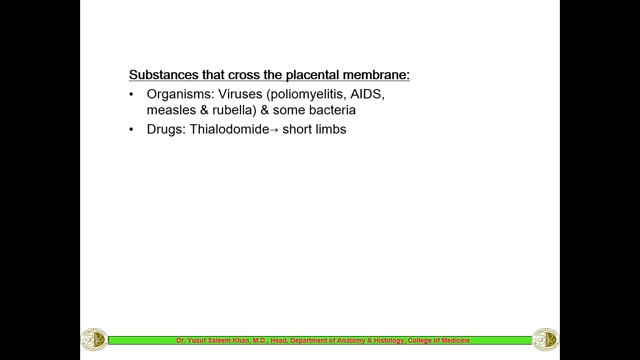 Substances that cross the placental membrane:
• Organisms: Viruses (poliomyelitis, AIDS,
measles & rubella) & some bacteria
• Drugs: Thialodomide→ short limbs
Dr. Yusuf Saleem Khan, M.D., Head, Department of Anatomy & Histology, College of Medicine